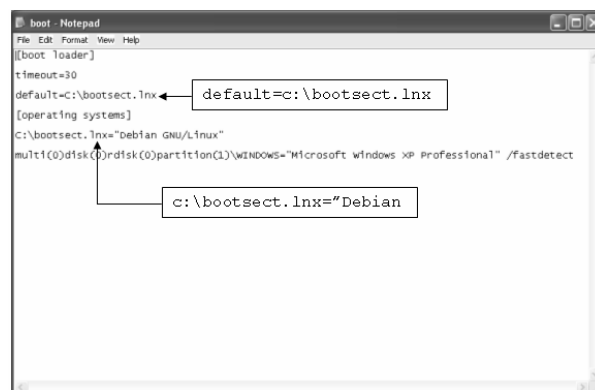 boot - Notepad
File Edit Format View Help
[boot loader]
timeout=30
default=C:\bootsect.lnx
default=c:\bootsect.lnx
[operating systems]
C:\bootsect.lnx="Debian GNU/Linux"
multi(0)disk(0)rdisk(0)partition(1)\WINDOWS="Microsoft Windows XP Professional" /fastdetect
c:\bootsect.lnx=”Debian